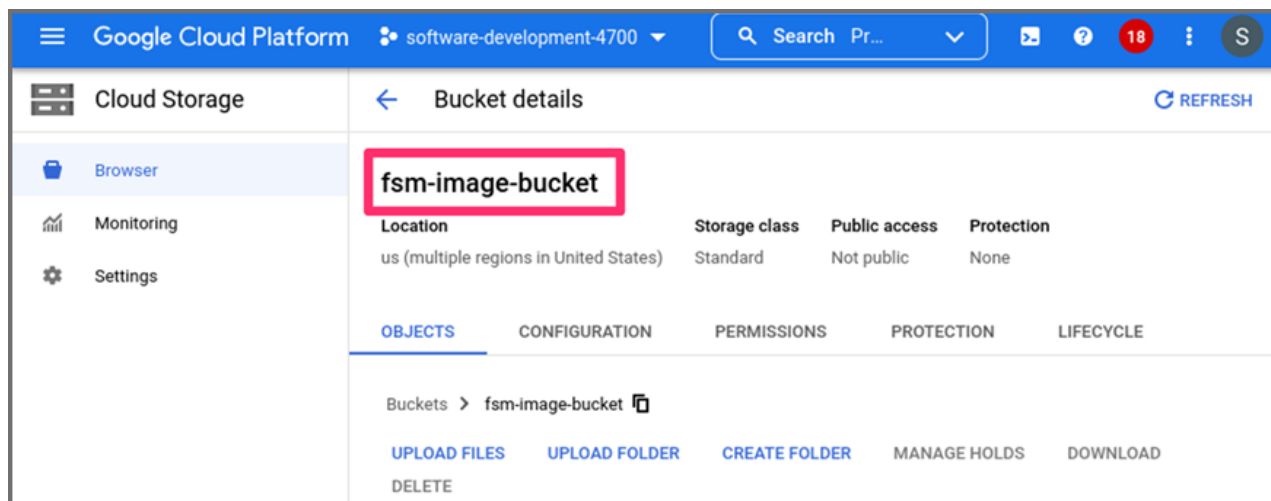 Google Cloud Platform software-development-4700 Search Pr... 18 S
Cloud Storage Bucket details REFRESH
Browser
fsm-image-bucket
Monitoring
Location Storage class Public access Protection
us (multiple regions in United States) Standard Not public None
Settings
OBJECTS CONFIGURATION PERMISSIONS PROTECTION LIFECYCLE
Buckets > fsm-image-bucket
UPLOAD FILES UPLOAD FOLDER CREATE FOLDER MANAGE HOLDS DOWNLOAD
DELETE